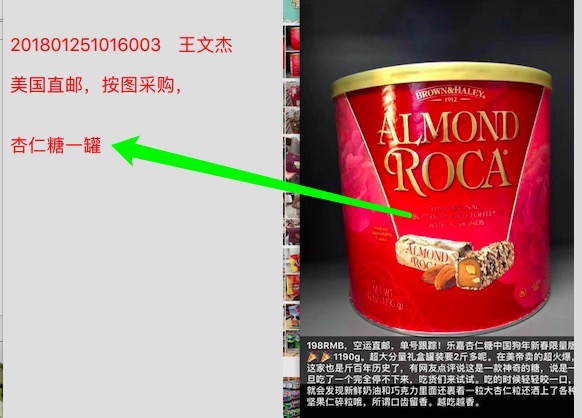 201801251016003 王文杰
美国直邮，按图采购，
杏仁糖一罐
BROWN & HALEY
1912
ALMOND
ROCA
ALMOND
ROCA
198RMB，空运直邮，单号跟踪！乐嘉杏仁糖中国狗年新春限量版
🎉🎉1190g。超大分量礼盒罐装要2斤多呢。在美帝卖的超火爆，
这家也是斤百年历史了，有网友点评说这是一款神奇的糖，说是一
旦吃了一个完全停不下来，吃货们来试试。吃的时候轻轻咬一口，
就会发现新鲜奶油和巧克力里面还裹着一粒大杏仁粒还洒上了各种
坚果仁碎粒哦，所谓口齿留香。越吃越香。